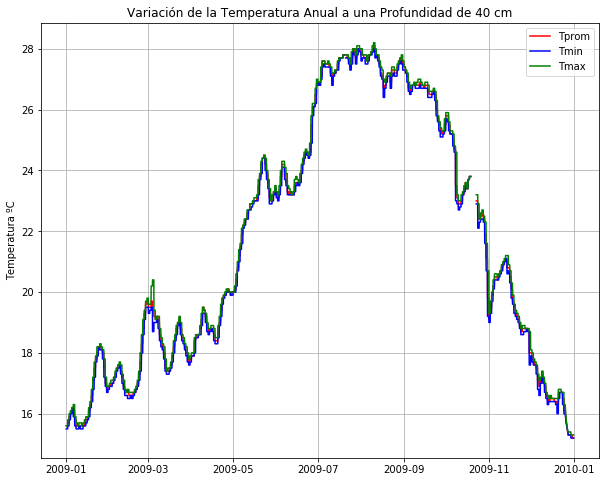 Variación de la Temperatura Anual a una Profundidad de 40 cm
Tprom
Tmin
Tmax
Temperatura ºC
28
26
24
22
20
18
16
2009-01
2009-03
2009-05
2009-07
2009-09
2009-11
2010-01